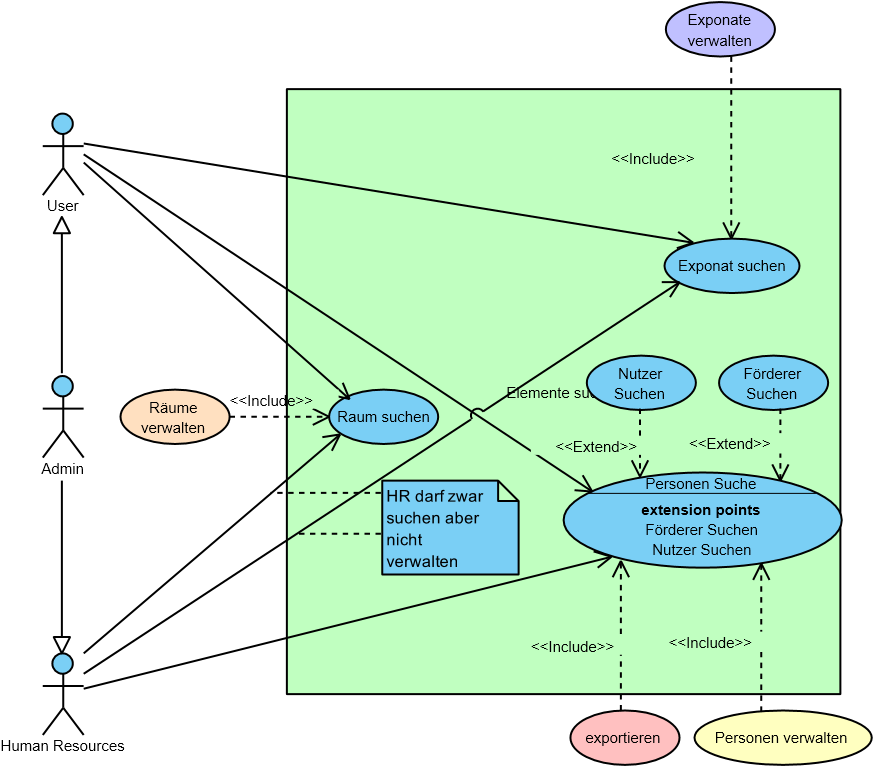 Exponate
verwalten
<<Include>>
User
Exponat suchen
Elemente su
Nutzer
Suchen
Förderer
Suchen
Räume
verwalten
<<Include>>
Raum suchen
<<Extend>>
<<Extend>>
Admin
Personen Suche
extension points
Förderer Suchen
Nutzer Suchen
HR darf zwar
suchen aber
nicht
verwalten
<<Include>>
<<Include>>
Human Resources
exportieren
Personen verwalten